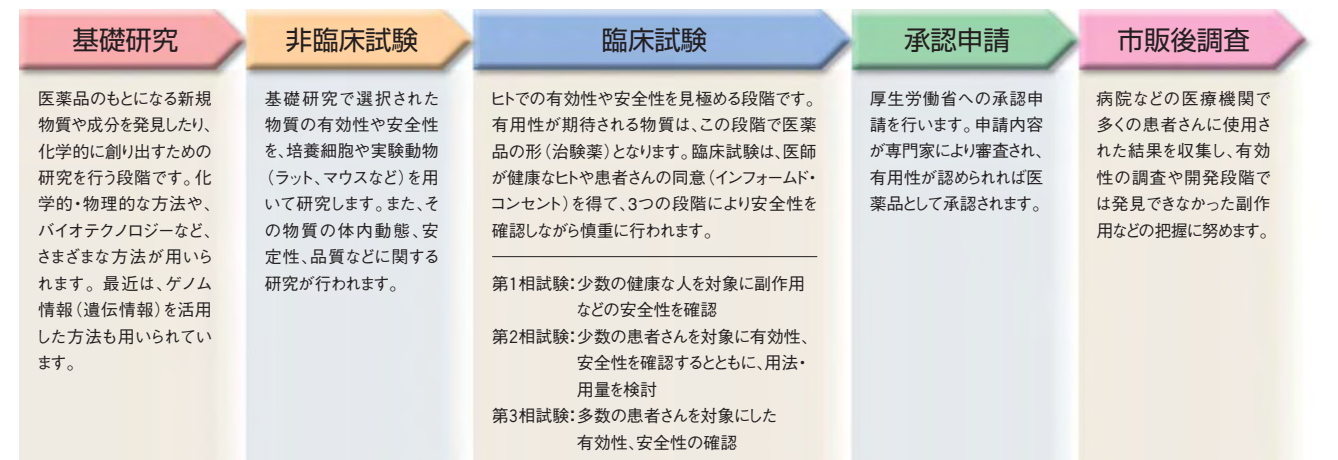 基礎研究
医薬品のもとになる新規
物質や成分を発見したり、
化学的に創り出すための
研究を行う段階です。化
学的・物理的な方法や、
バイオテクノロジーなど、
さまざまな方法が用いら
れます。最近は、ゲノム
情報(遺伝情報)を活用
した方法も用いられてい
ます。
非臨床試験
基礎研究で選択された
物質の有効性や安全性
を、培養細胞や実験動物
(ラット、マウスなど)を用
いて研究します。また、そ
の物質の体内動態、安
定性、品質などに関する
研究が行われます。
臨床試験
ヒトでの有効性や安全性を見極める段階です。
有用性が期待される物質は、この段階で医薬
品の形(治験薬)となります。臨床試験は、医師
が健康なヒトや患者さんの同意(インフォームド・
コンセント)を得て、3つの段階により安全性を
確認しながら慎重に行われます。
第1相試験:少数の健康な人を対象に副作用
などの安全性を確認
第2相試験:少数の患者さんを対象に有効性、
安全性を確認するとともに、用法・
用量を検討
第3相試験:多数の患者さんを対象にした
有効性、安全性の確認
承認申請
厚生労働省への承認申
請を行います。申請内容
が専門家により審査され、
有用性が認められれば医
薬品として承認されます。
市販後調査
病院などの医療機関で
多くの患者さんに使用さ
れた結果を収集し、有効
性の調査や開発段階で
は発見できなかった副作
用などの把握に努めます。